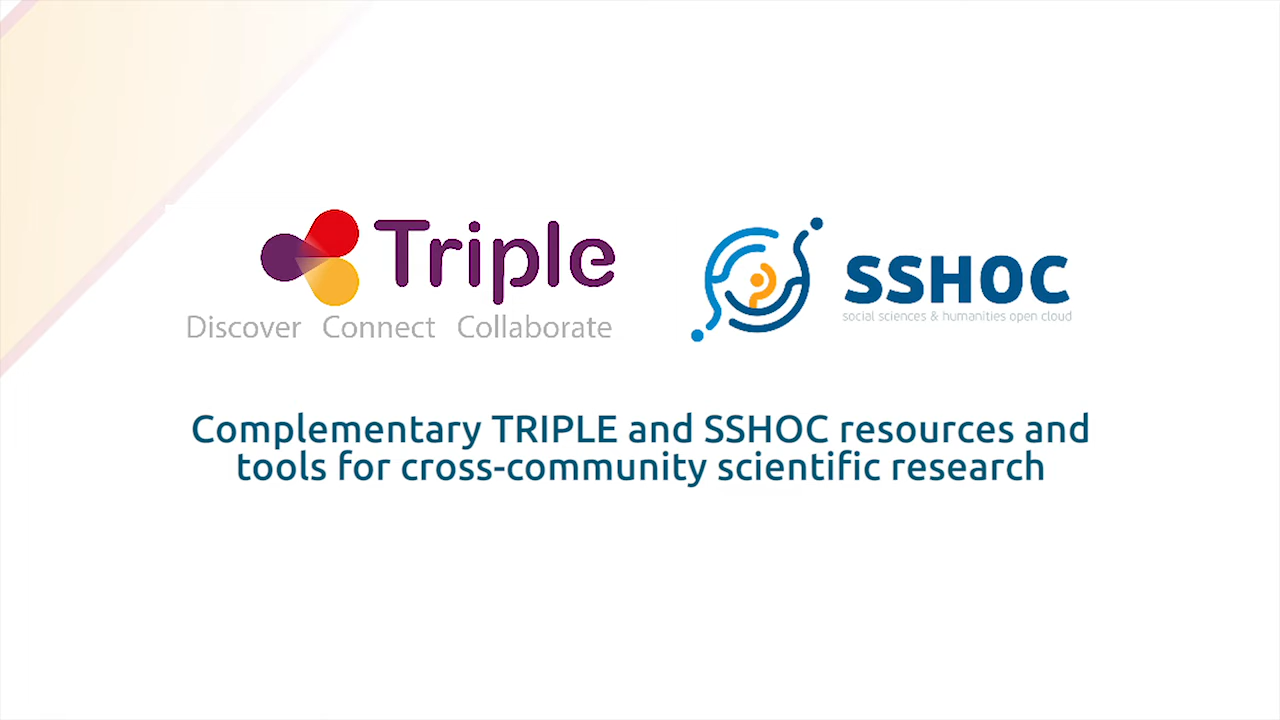 Triple
Discover Connect Collaborate
SSHOC
social sciences & humanities open cloud
Complementary TRIPLE and SSHOC resources and
tools for cross-community scientific research